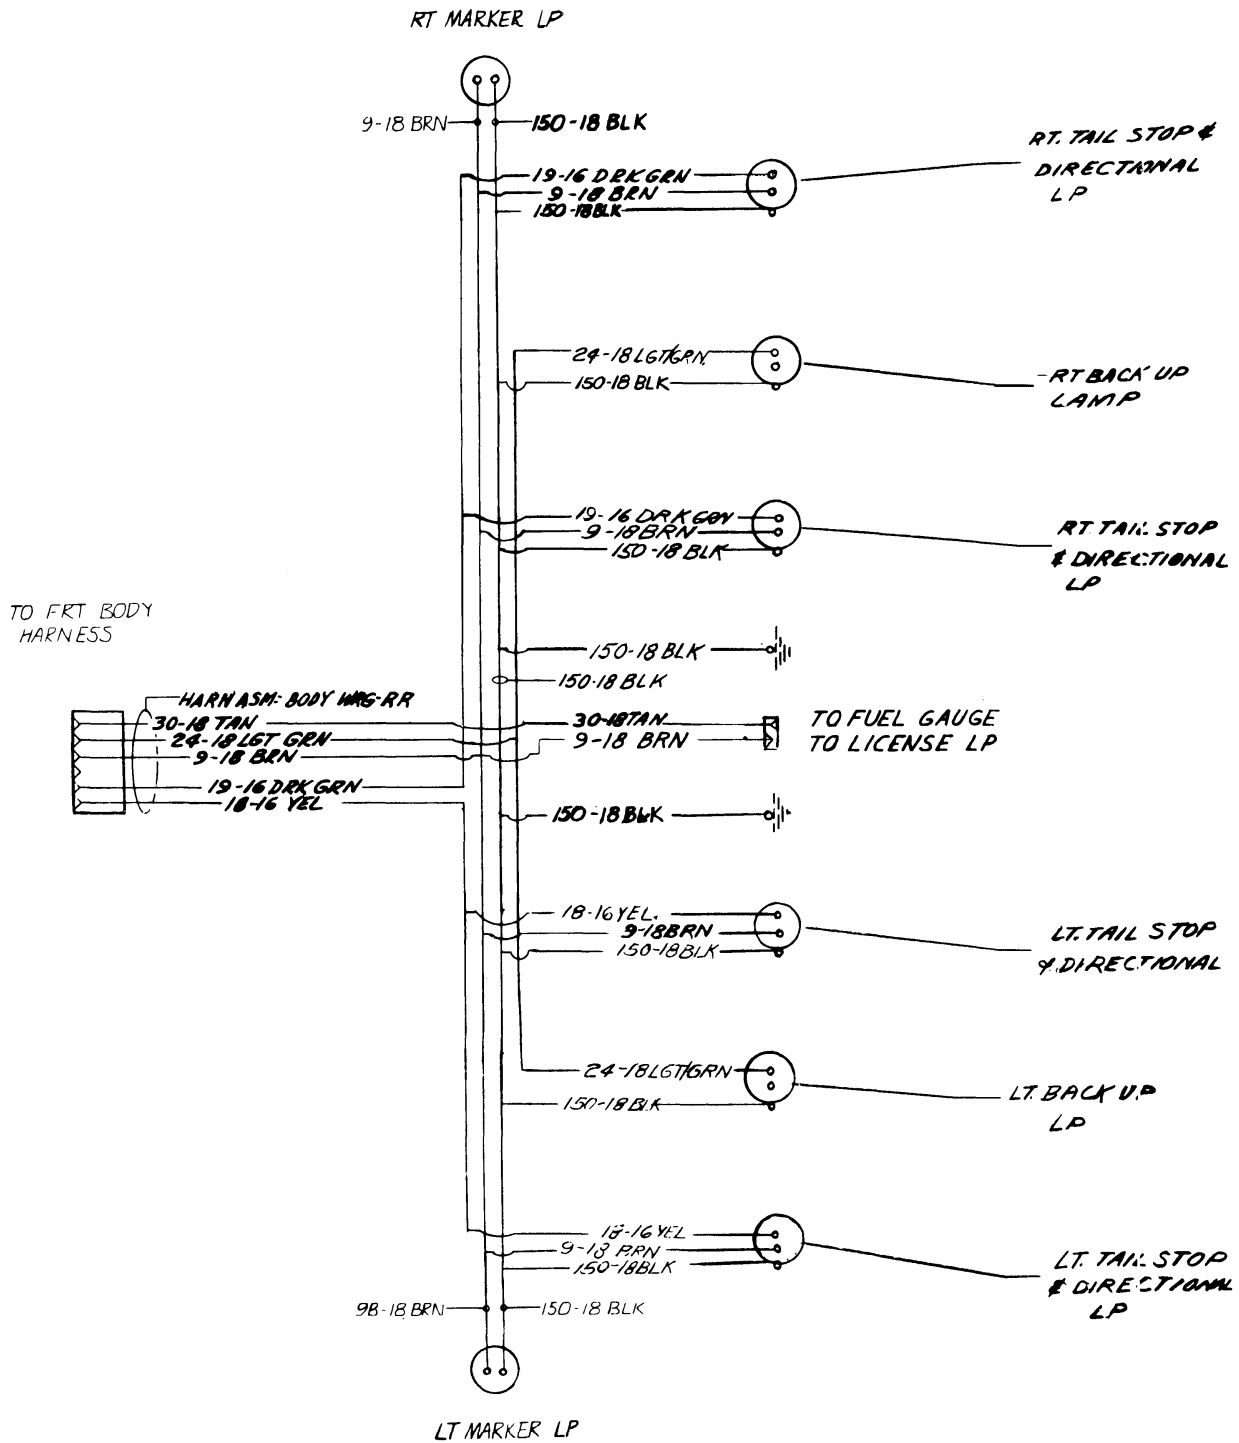 RT MARKER LP
9-18 BRN
150-18 BLK
19-16 DRK GRN
9-18 BRN
150-18 BLK
RT. TAIL STOP &
DIRECTIONAL
LP
24-18 LGT/GRN
150-18 BLK
RT BACK UP
LAMP
19-16 DRK GRN
9-18 BRN
150-18 BLK
RT TAIL STOP
& DIRECTIONAL
LP
TO FRT BODY
HARNESS
150-18 BLK
150-18 BLK
HARN ASM-BODY WRG-RR
30-18 TAN
24-18 LGT GRN
9-18 BRN
19-16 DRK GRN
18-16 YEL
30-18 TAN
9-18 BRN
TO FUEL GAUGE
TO LICENSE LP
150-18 BLK
18-16 YEL.
9-18 BRN
150-18 BLK
LT. TAIL STOP
& DIRECTIONAL
24-18 LGT/GRN
150-18 BLK
LT. BACK UP
LP
18-16 YEL
9-18 BRN
150-18 BLK
LT. TAIL STOP
& DIRECTIONAL
LP
9B-18 BRN
150-18 BLK
LT MARKER LP